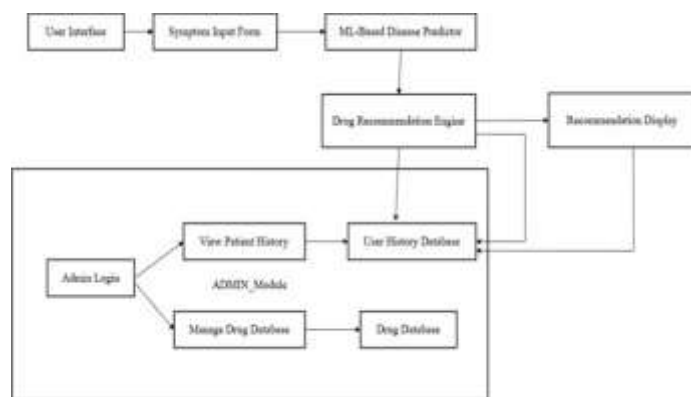 User Interface
Symptom Input Form
ML-Based Disease Predictor
Drug Recommendation Engine
Recommendation Display
View Patient History
User History Database
Admin Login
ADMIN_Module
Manage Drug Database
Drug Database